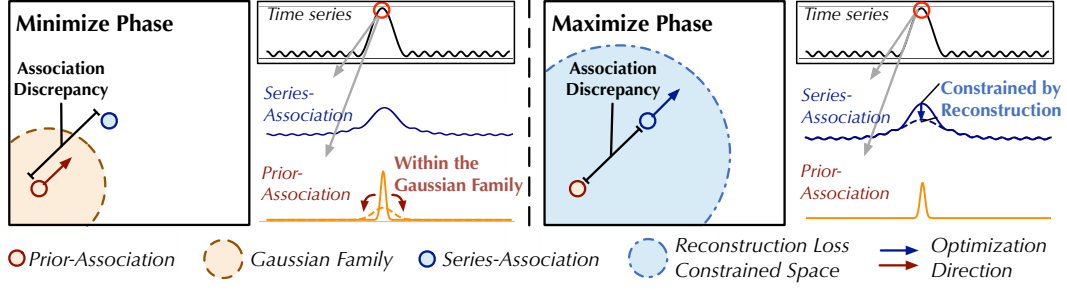 Minimize Phase
Association
Discrepancy
Time series
Series-
Association
Prior-
Association
Within the
Gaussian Family
Maximize Phase
Association
Discrepancy
Time series
Series-
Association
Constrained by
Reconstruction
Prior-
Association
Prior-Association
Gaussian Family
Series-Association
Reconstruction Loss
Constrained Space
Optimization
Direction